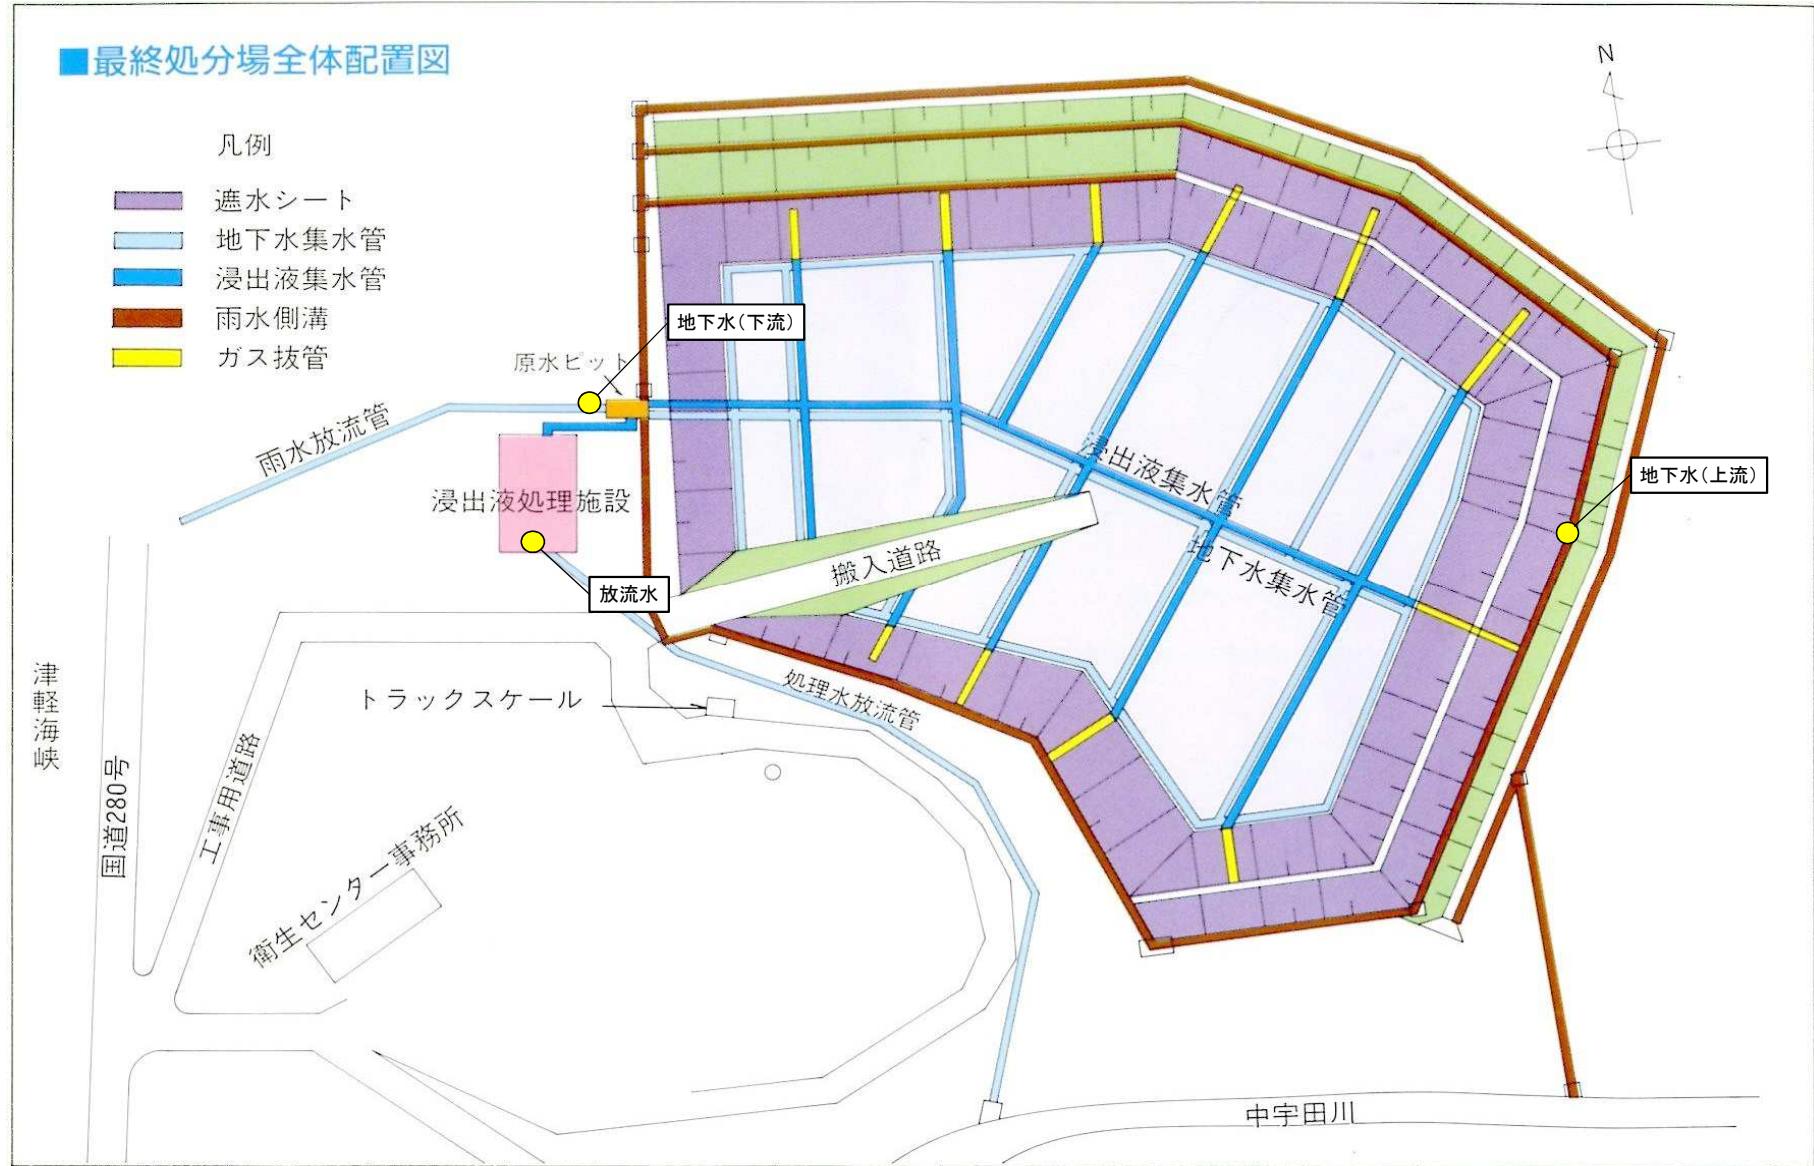 ■最終処分場全体配置図
N
凡例
遮水シート
地下水集水管
浸出液集水管
雨水側溝
ガス抜管
地下水(下流)
原水ピット
雨水放流管
浸出液処理施設
浸出液集水管
地下水(上流)
地下水集水管
搬入道路
放流水
処理水放流管
トラックスケール
津軽海峡
国道280号
工事用道路
衛生センター事務所
中宇田川